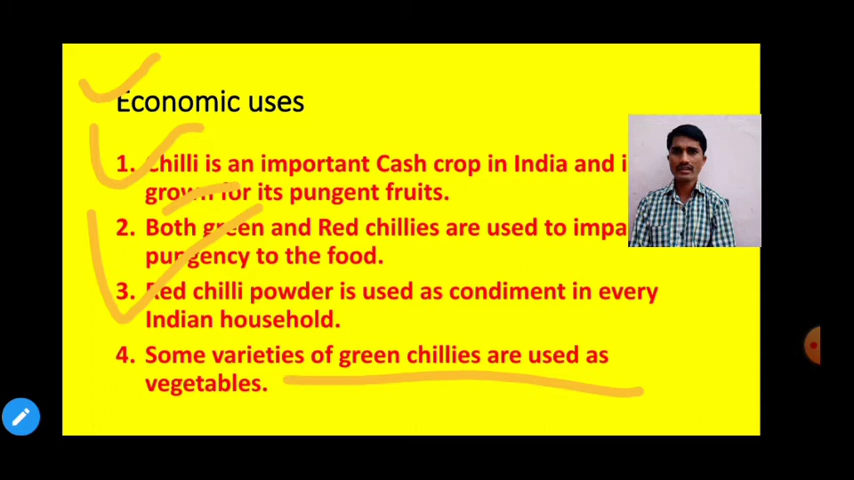 Economic uses
1. Chilli is an important Cash crop in India and i
grown for its pungent fruits.
2. Both green and Red chillies are used to impa
pungency to the food.
3. Red chilli powder is used as condiment in every
Indian household.
4. Some varieties of green chillies are used as
vegetables.